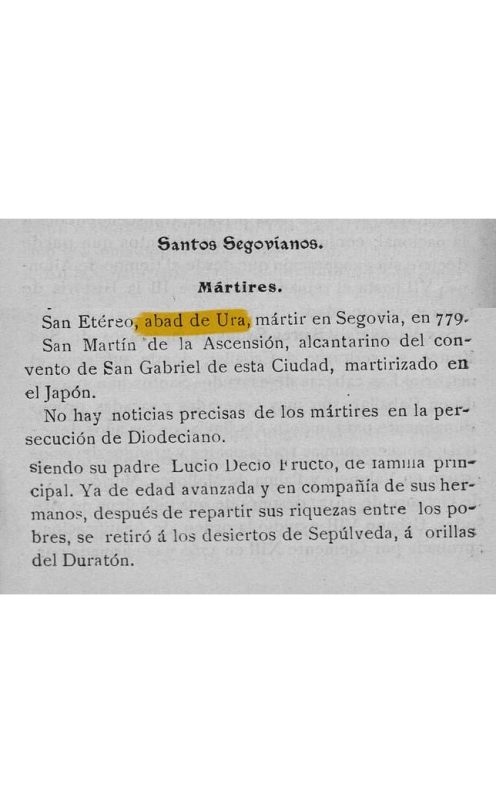 Santos Segovianos.
Mártires.
San Etéreo, abad de Ura, mártir en Segovia, en 779.
San Martín de la Ascensión, alcantarino del con-
vento de San Gabriel de esta Ciudad, martirizado en
el Japón.
No hay noticias precisas de los mártires en la per-
secución de Diodeciano.
siendo su padre Lucio Decio Fructo, de familia prin-
cipal. Ya de edad avanzada y en compañía de sus her-
manos, después de repartir sus riquezas entre los po-
bres, se retiró á los desiertos de Sepúlveda, á orillas
del Duratón.